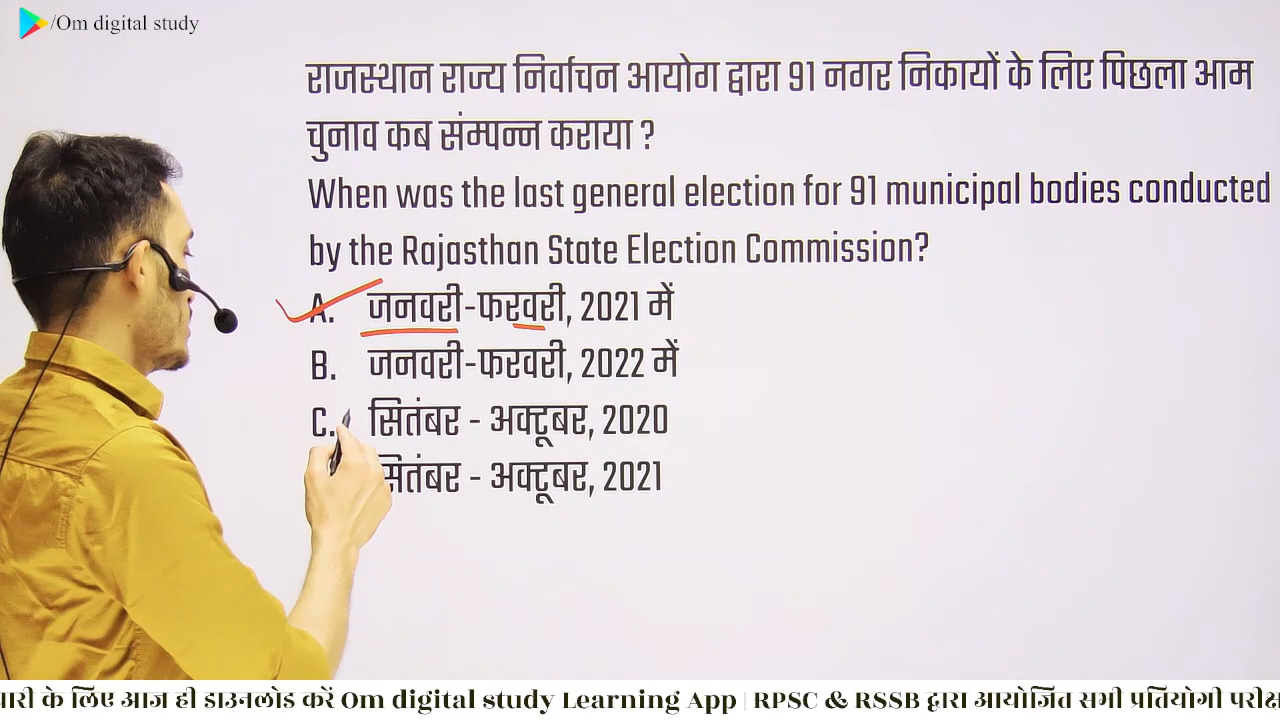 /Om digital study
राजस्थान राज्य निर्वाचन आयोग द्वारा 91 नगर निकायों के लिए पिछला आम
चुनाव कब संम्पन्न कराया ?
When was the last general election for 91 municipal bodies conducted
by the Rajasthan State Election Commission?
A. जनवरी-फरवरी, 2021 में
B. जनवरी-फरवरी, 2022 में
C. सितंबर - अक्टूबर, 2020
सितंबर - अक्टूबर, 2021
के लिए आज ही डाउनलोड करें Om digital study Learning App | RPSC & RSSB द्वारा आयोजित सभी प्रतियोगी